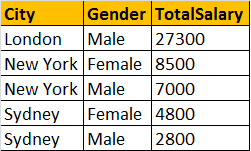 City Gender TotalSalary
London Male 27300
New York Female 8500
New York Male 7000
Sydney Female 4800
Sydney Male 2800